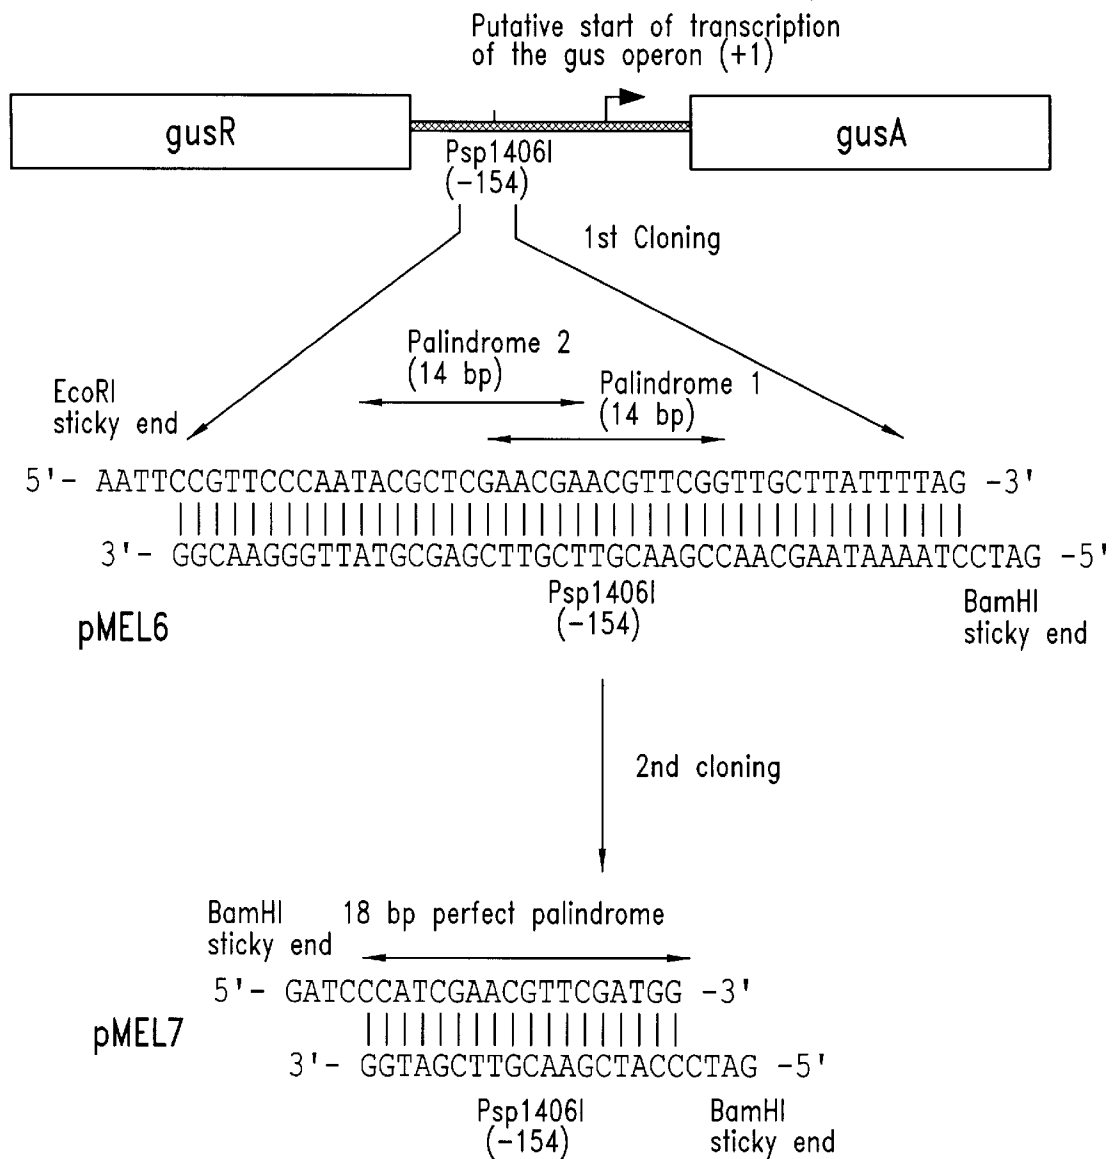 Putative start of transcription
of the gus operon (+1)
gusR
gusA
Psp1406I
(-154)
1st Cloning
Palindrome 2
(14 bp)
Palindrome 1
(14 bp)
EcoRI
sticky end
5'- AATTCCGTTCCCAATACGCTCGAACGAACGTTCGGTTGCTTATTTTAG -3'
3'- GGCAAGGGTTATGCGAGCTTGCTTGCAAGCCAACGAATAAAATCCTAG -5'
Psp1406I
(-154)
BamHI
sticky end
pMEL6
2nd cloning
BamHI
sticky end
18 bp perfect palindrome
5'- GATCCCATCGAACGTTCGATGG -3'
pMEL7
3'- GGTAGCTTGCAAGCTACCCTAG -5'
Psp1406I
(-154)
BamHI
sticky end